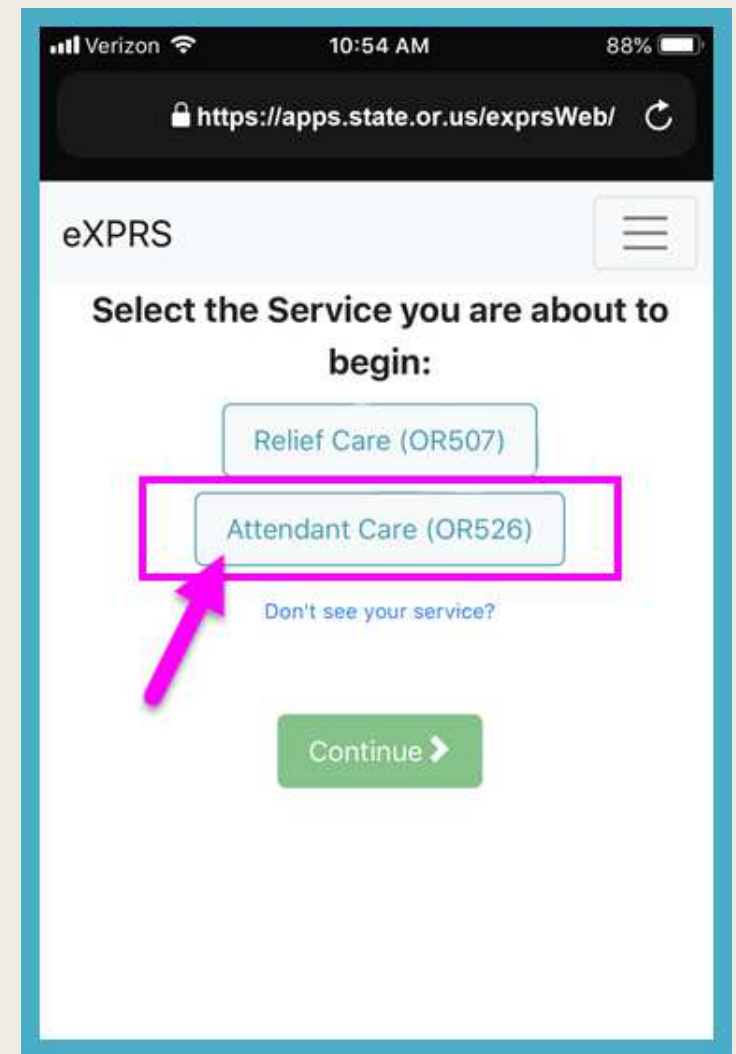 Verizon 10:54 AM 88%
https://apps.state.or.us/exprsWeb/
eXPRS
Select the Service you are about to
begin:
Relief Care (OR507)
Attendant Care (OR526)
Don't see your service?
Continue